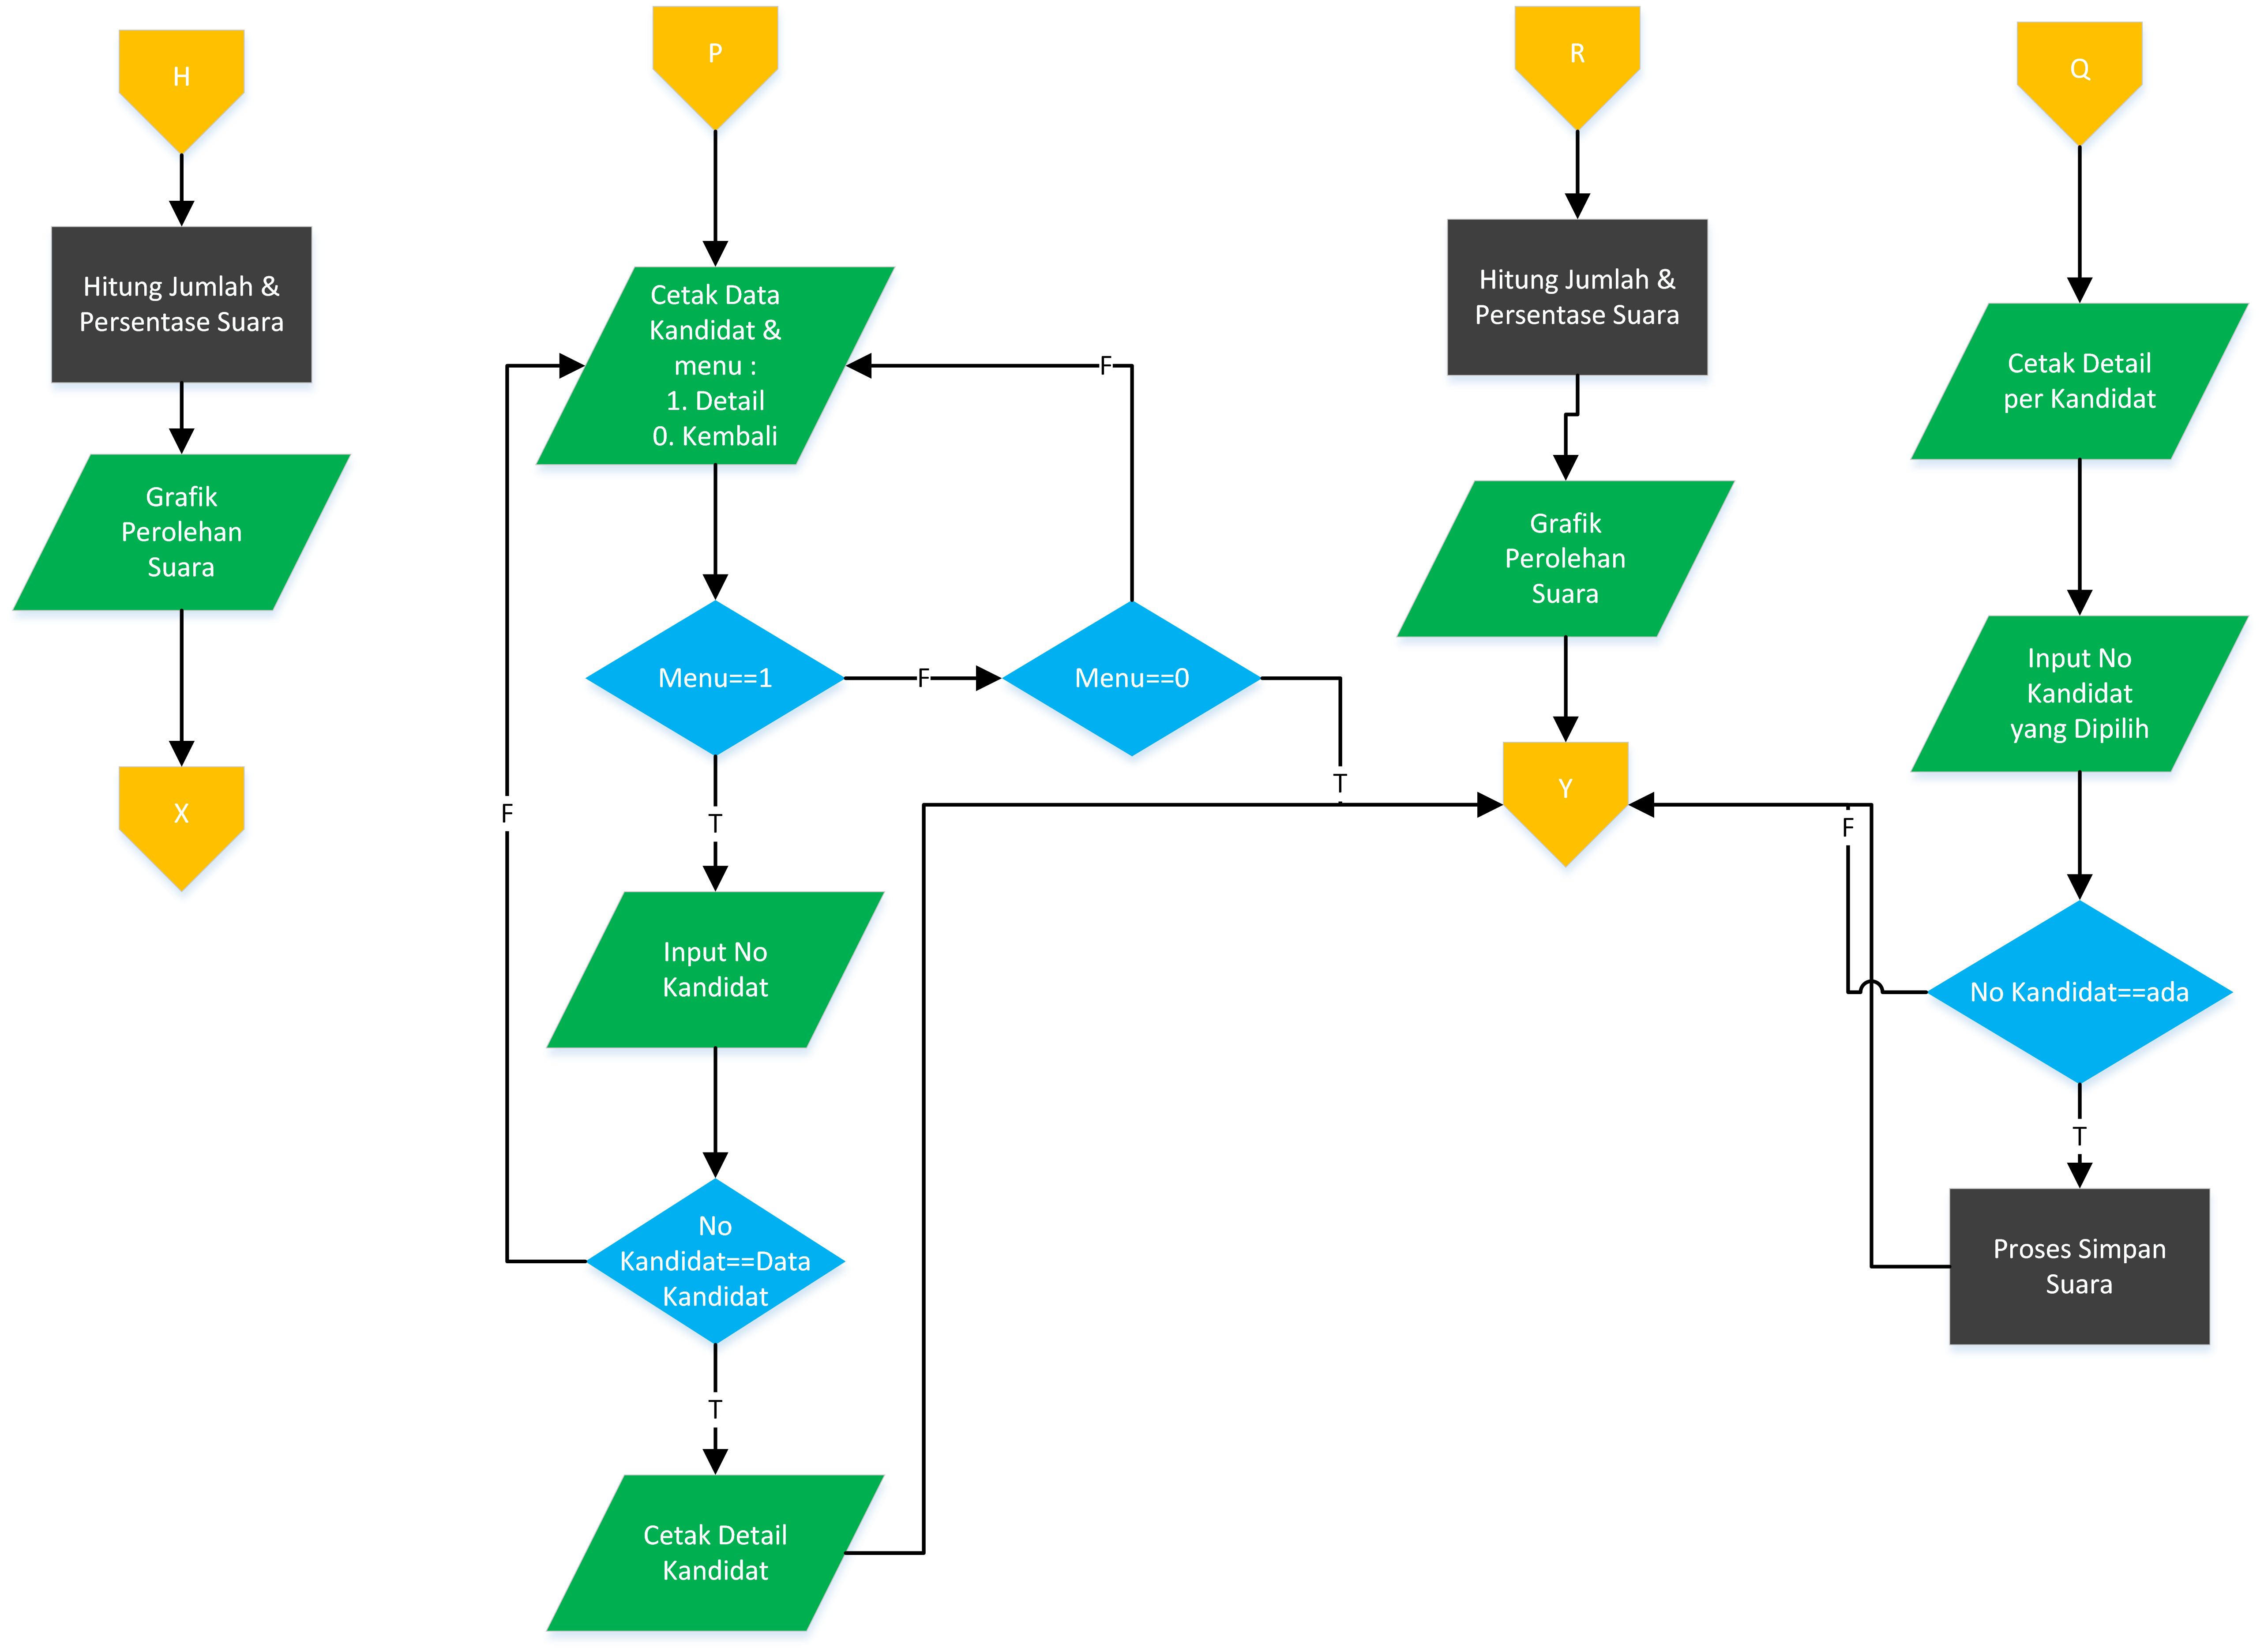 H
Hitung Jumlah &
Persentase Suara
Grafik
Perolehan
Suara
X
P
Cetak Data
Kandidat &
menu :
1. Detail
0. Kembali
F
Menu==1
F
Menu==0
T
T
F
Input No
Kandidat
No
Kandidat==Data
Kandidat
T
Cetak Detail
Kandidat
R
Hitung Jumlah &
Persentase Suara
Grafik
Perolehan
Suara
Y
Q
Cetak Detail
per Kandidat
Input No
Kandidat
yang Dipilih
F
No Kandidat==ada
T
Proses Simpan
Suara